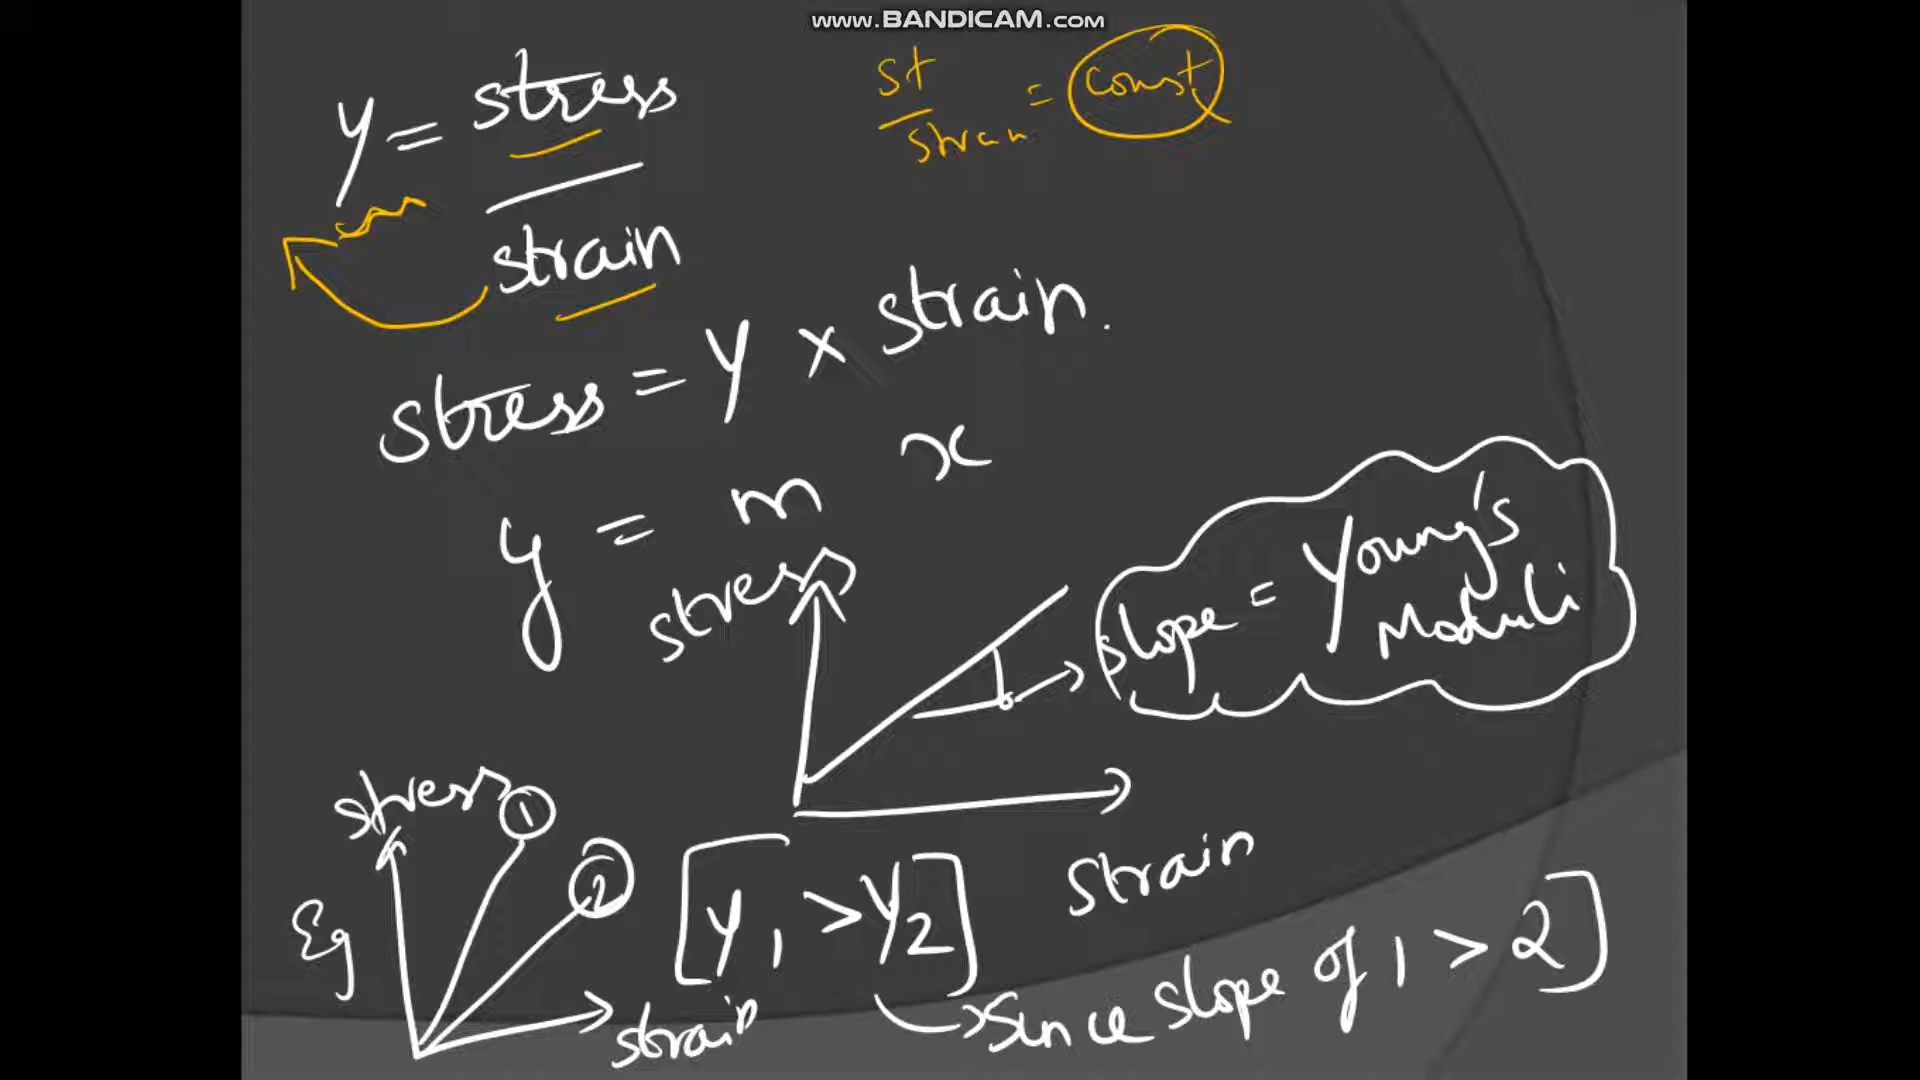 www.BANDICAM.com
Y = stress
strain
st
stran = const
stress = Y x strain.
y = m x
stress
slope = Young's
Moduli
strain
Eg
stress
1
2
strain
[Y1 > Y2]
since slope of 1 > 2]